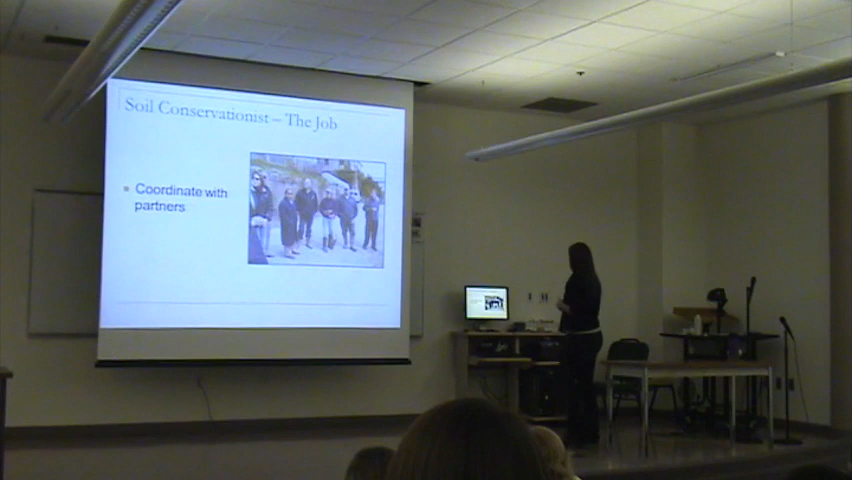 Soil Conservationist – The Job
Coordinate with
partners